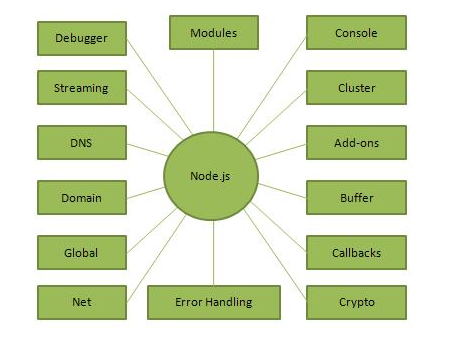 Debugger
Modules
Console
Streaming
Cluster
DNS
Add-ons
Node.js
Domain
Buffer
Global
Callbacks
Net
Error Handling
Crypto